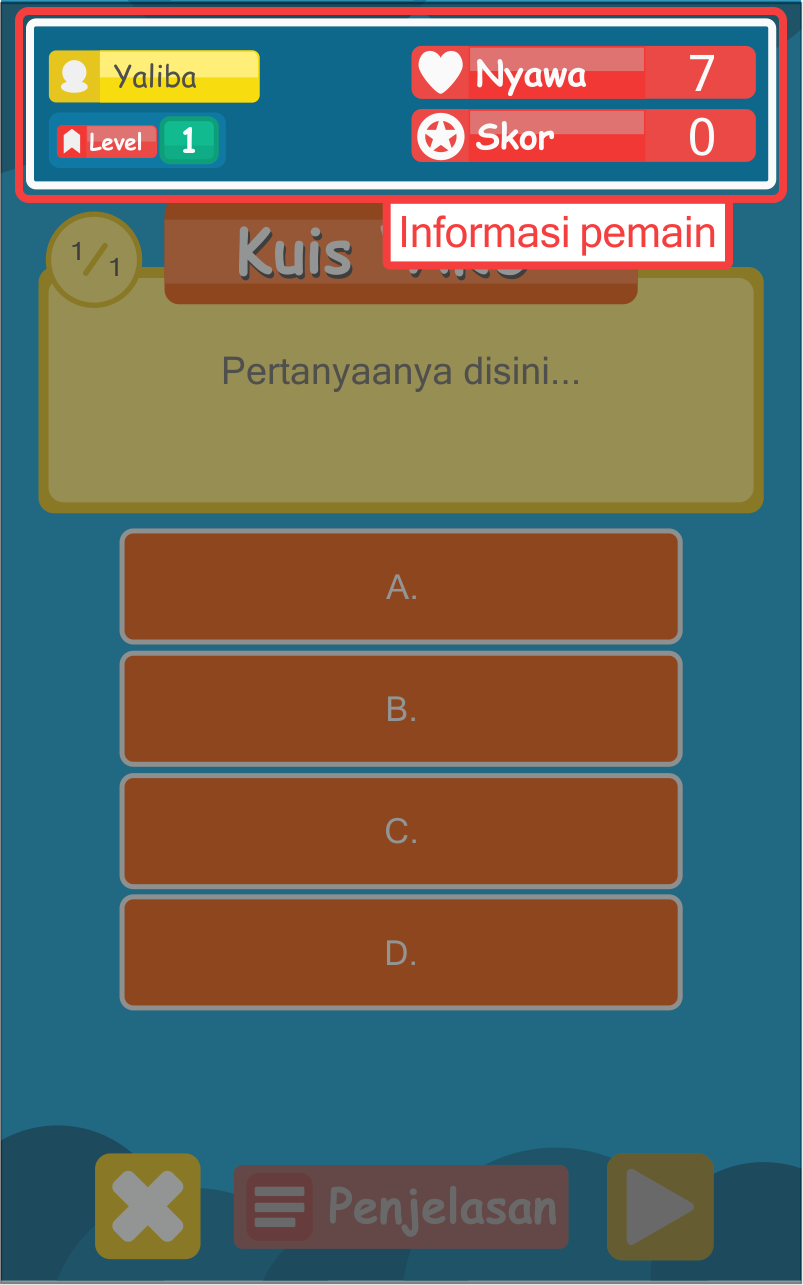 Yaliba
Nyawa 7
Level 1
Skor 0
Informasi pemain
1/1
Kuis
Pertanyaanya disini...
A.
B.
C.
D.
Penjelasan